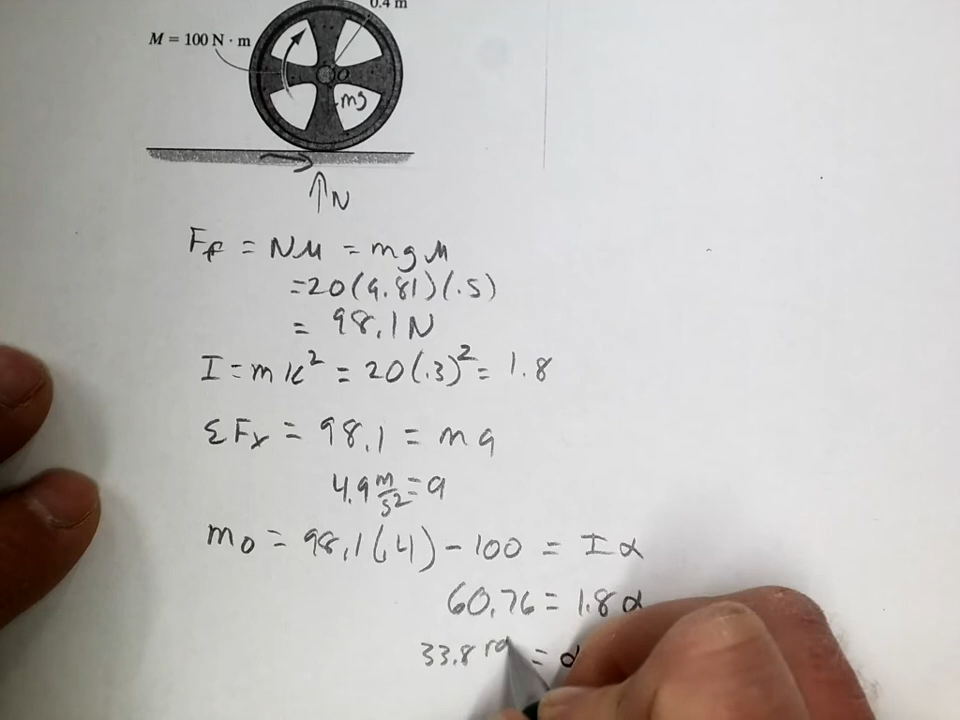 0.4 m
M = 100 N · m
O
mg
N
Ff = Nμ = mgμ
=20(9.81)(.5)
= 98.1N
I = mk² = 20(.3)² = 1.8
ΣFx = 98.1 = ma
4.9 m/s² = a
mo = 98.1(.4) - 100 = Iα
60.76 = 1.8α
33.8 = α